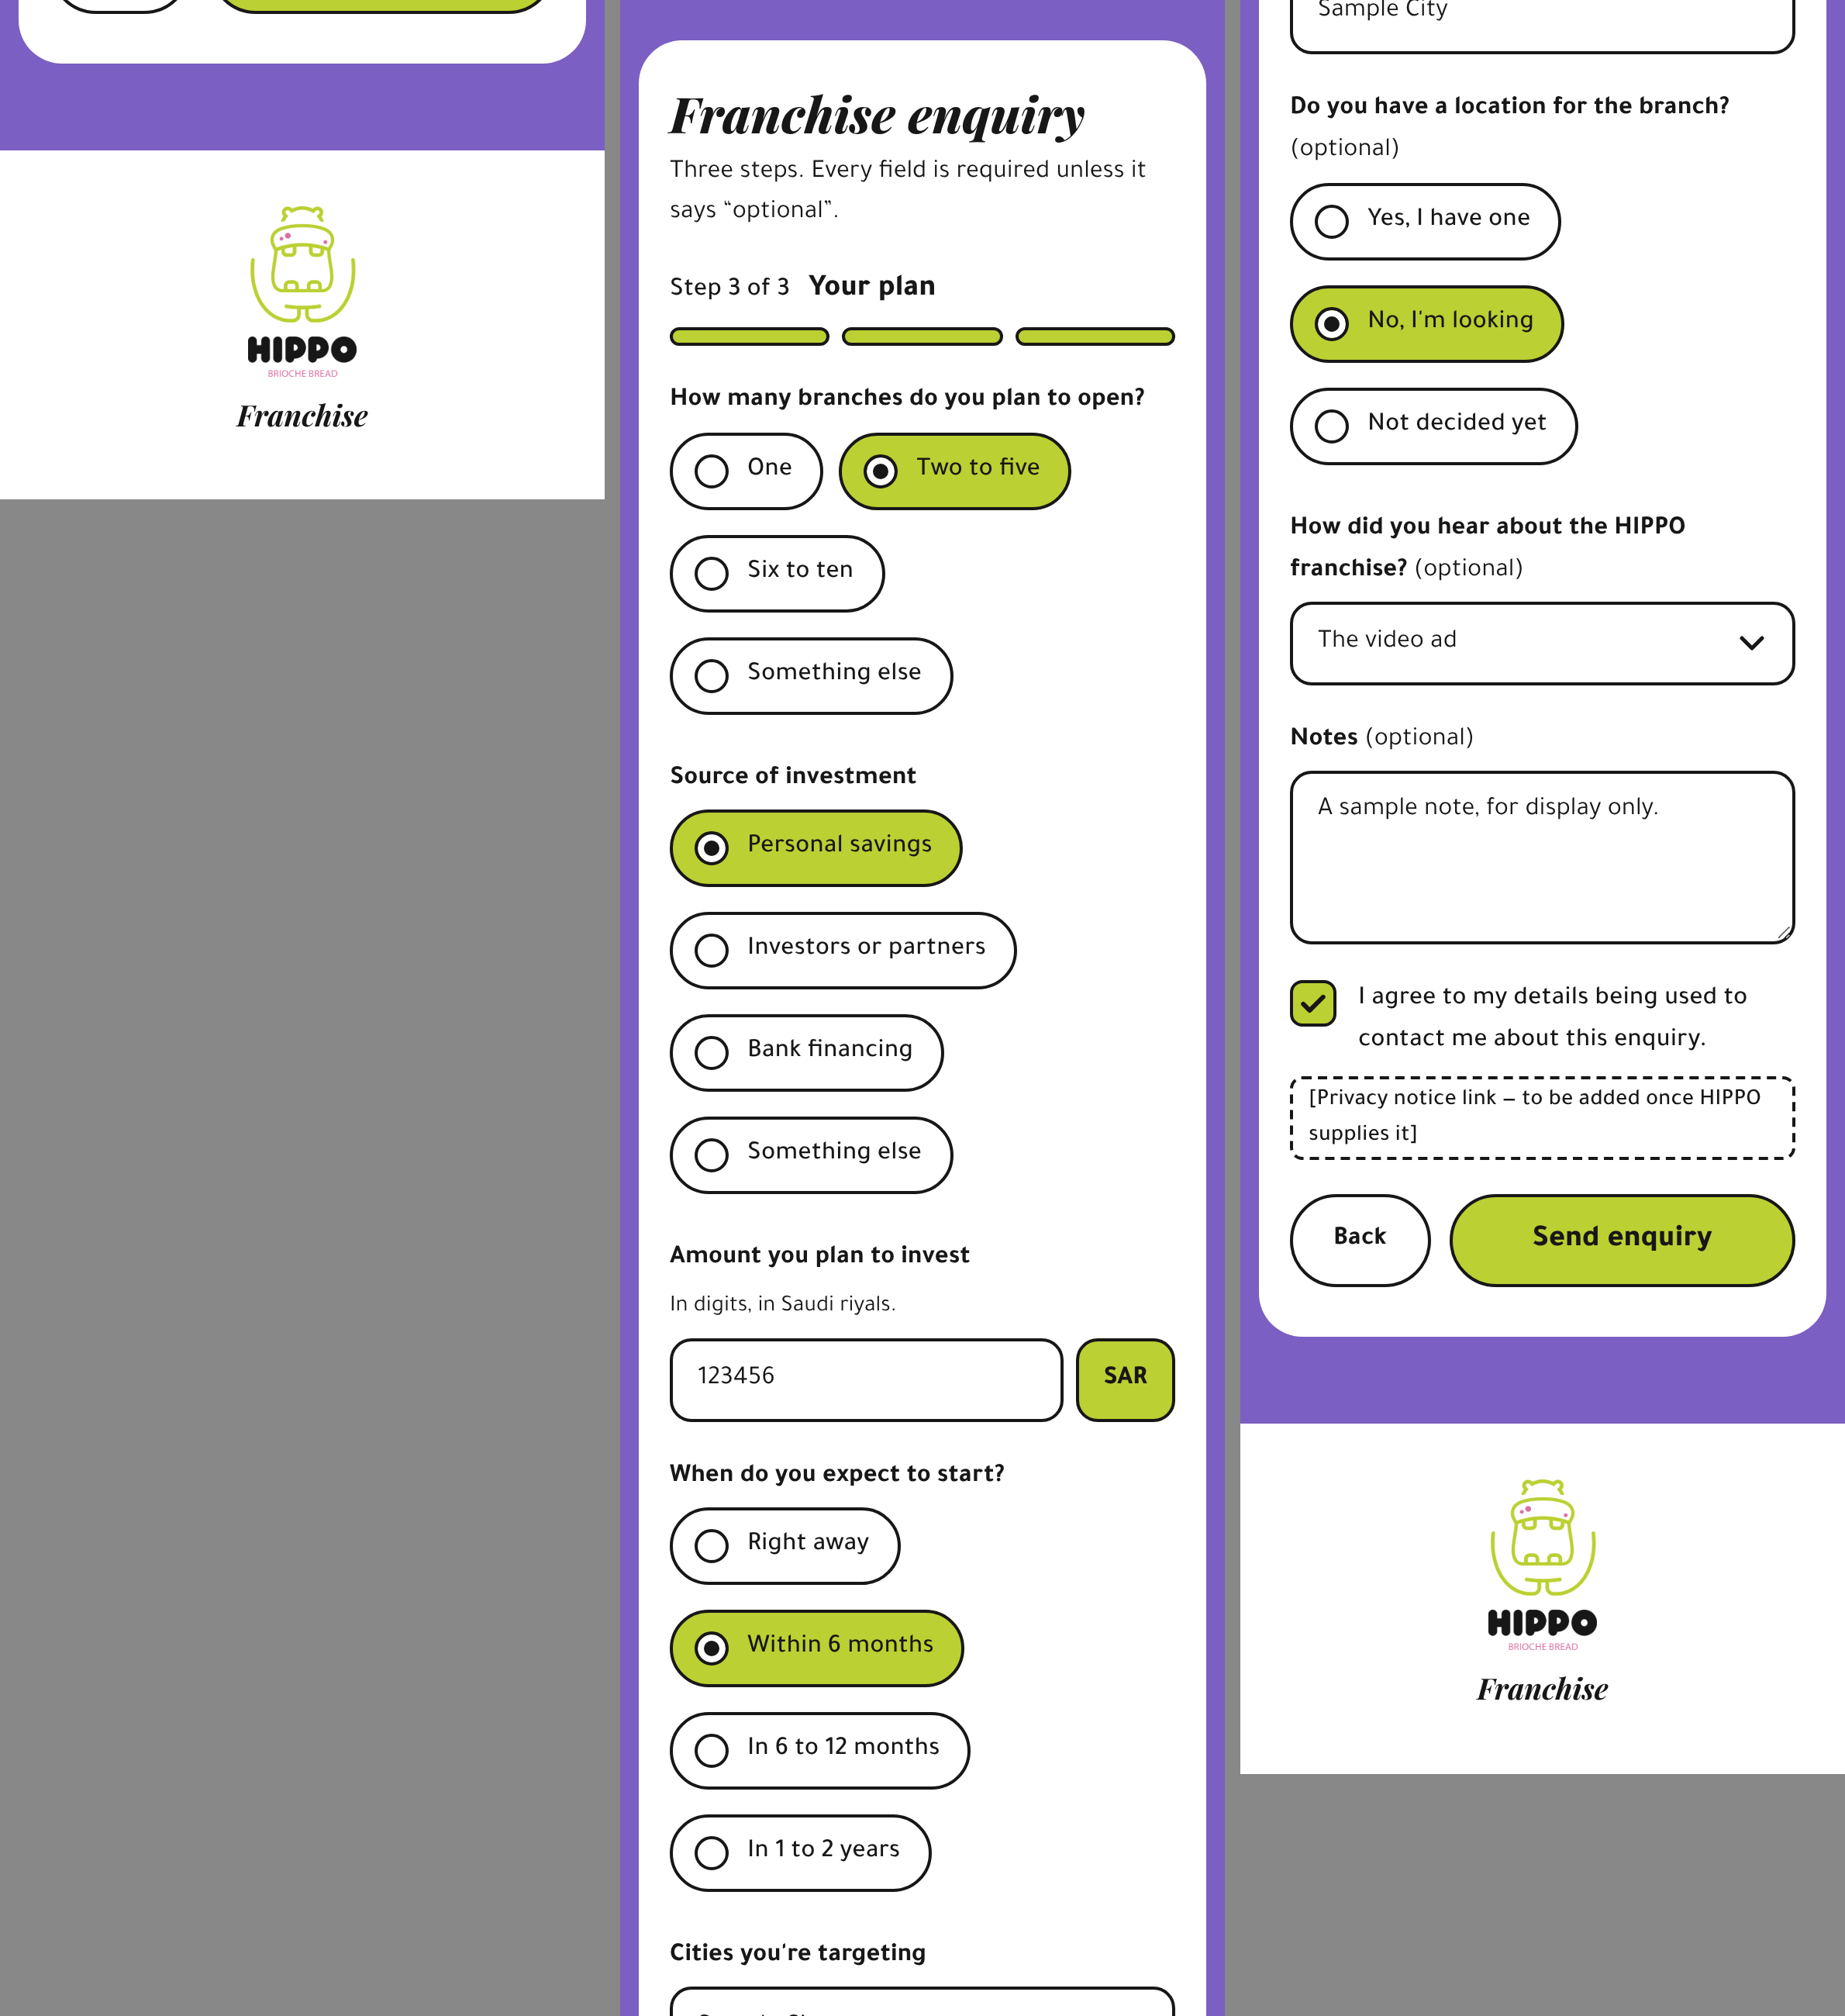 HIPPO
BRIOCHE BREAD
Franchise
Franchise enquiry
Three steps. Every field is required unless it
says “optional”.
Step 3 of 3 Your plan
How many branches do you plan to open?
One
Two to five
Six to ten
Something else
Source of investment
Personal savings
Investors or partners
Bank financing
Something else
Amount you plan to invest
In digits, in Saudi riyals.
123456
SAR
When do you expect to start?
Right away
Within 6 months
In 6 to 12 months
In 1 to 2 years
Cities you're targeting
Sample City
Do you have a location for the branch?
(optional)
Yes, I have one
No, I'm looking
Not decided yet
How did you hear about the HIPPO
franchise? (optional)
The video ad
Notes (optional)
A sample note, for display only.
I agree to my details being used to
contact me about this enquiry.
[Privacy notice link – to be added once HIPPO
supplies it]
Back
Send enquiry
HIPPO
BRIOCHE BREAD
Franchise